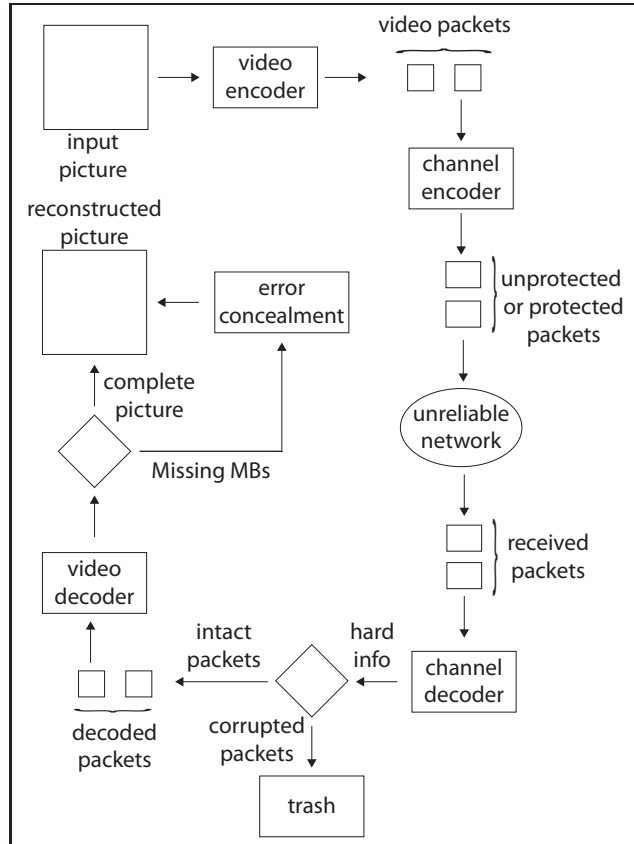 video packets
video
encoder
input
picture
channel
encoder
reconstructed
picture
error
concealment
unprotected
or protected
packets
complete
picture
unreliable
network
Missing MBs
received
packets
video
decoder
intact
packets
hard
info
channel
decoder
decoded
packets
corrupted
packets
trash